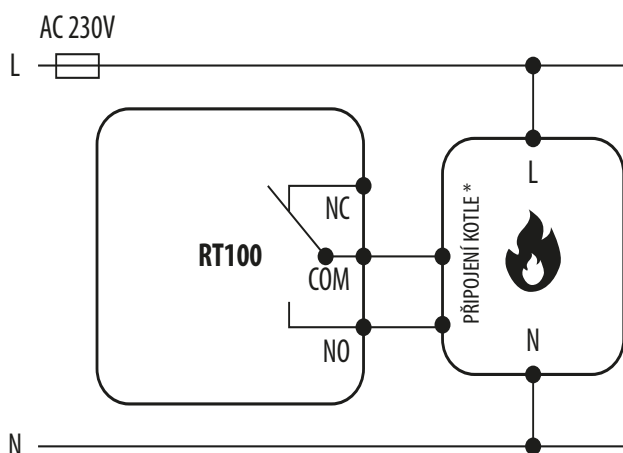 AC 230V
L
NC
L
RT100
COM
PŘIPOJENÍ KOTLE *
NO
N
N